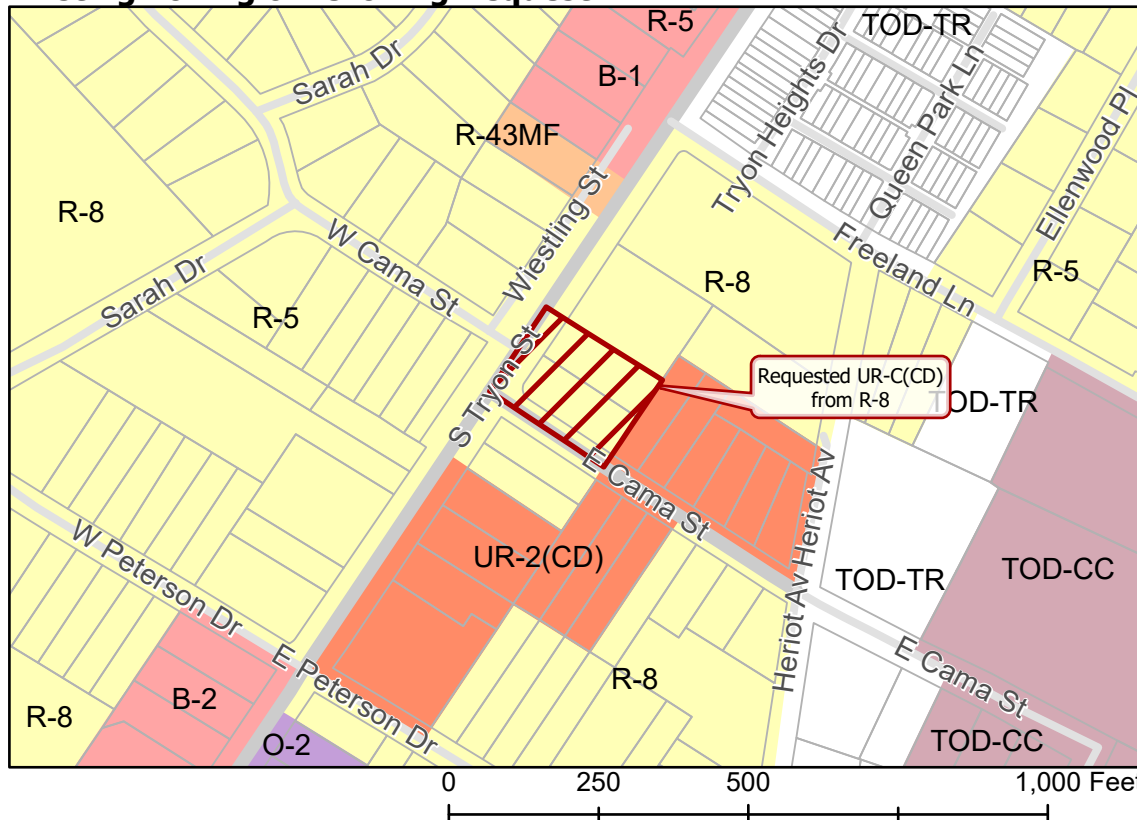 R-5
TOD-TR
B-1
Sarah Dr
Tryon Heights Dr
Queen Park Ln
Ellenwood Pl
R-43MF
Wiestling St
R-8
W Cama St
Sarah Dr
R-5
Freeland Ln
R-5
R-8
S Tryon St
Requested UR-C(CD)
from R-8
TOD-TR
E Cama St
Heriot Av
Heriot Av
UR-2(CD)
TOD-TR
TOD-CC
W Peterson Dr
E Peterson Dr
R-8
E Cama St
B-2
R-8
O-2
TOD-CC
0 250 500 1,000 Feet